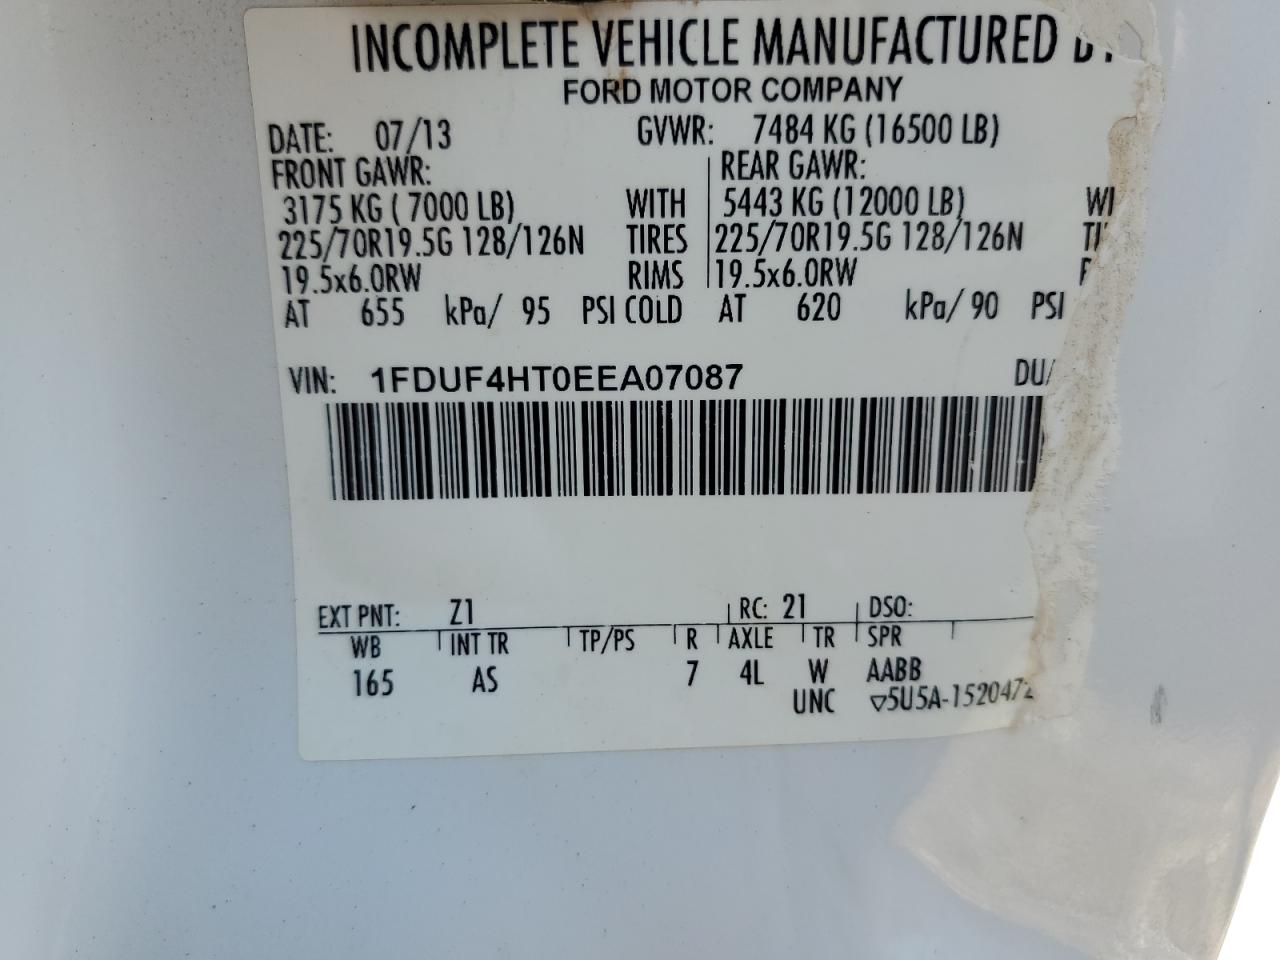 INCOMPLETE VEHICLE MANUFACTURED
FORD MOTOR COMPANY
DATE: 07/13 GVWR: 7484 KG (16500 LB)
FRONT GAWR: REAR GAWR:
3175 KG ( 7000 LB) WITH 5443 KG (12000 LB)
225/70R19.5G 128/126N TIRES 225/70R19.5G 128/126N
19.5x6.0RW RIMS 19.5x6.0RW
AT 655 kPa/ 95 PSI COLD AT 620 kPa/ 90 PSI
VIN: 1FDUF4HT0EEA07087
EXT PNT: Z1 RC: 21 DSO:
WB INT TR TP/PS R AXLE TR SPR
165 AS 7 4L W AABB
UNC ▽5U5A-1520472